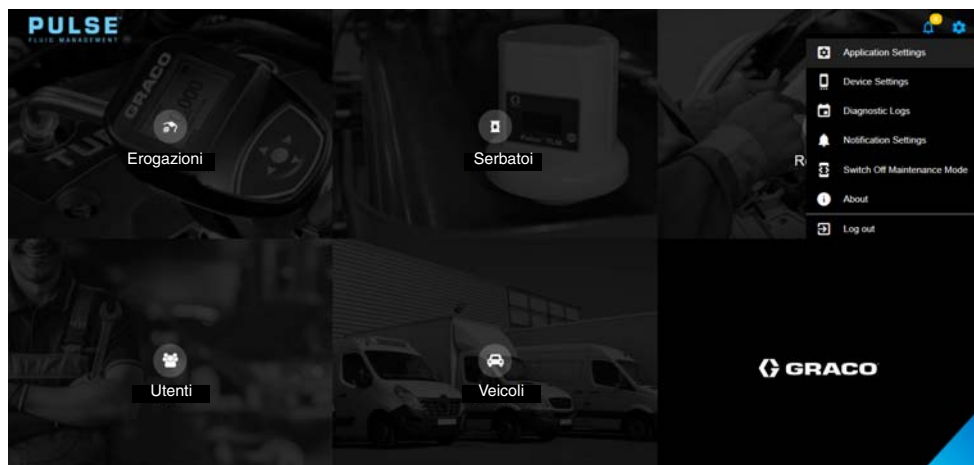 PULSE
FLUID MANAGEMENT
GRACO
Erogazioni
Serbatoi
R
Application Settings
Device Settings
Diagnostic Logs
Notification Settings
Switch Off Maintenance Mode
About
Log out
Utenti
Veicoli
GRACO